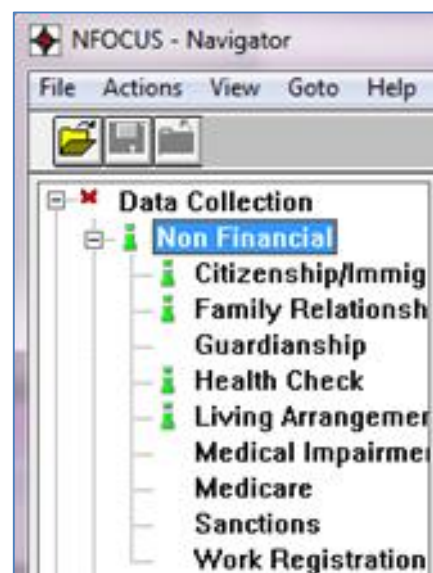 NFOCUS - Navigator
File Actions View Goto Help
Data Collection
Non Financial
Citizenship/Immig
Family Relationsh
Guardianship
Health Check
Living Arrangemer
Medical Impairme
Medicare
Sanctions
Work Registration